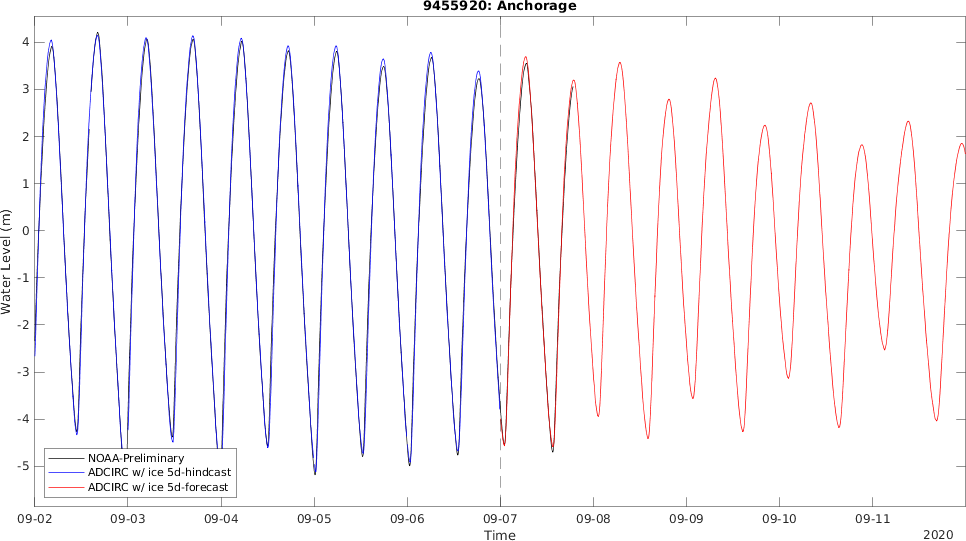 9455920: Anchorage
Water Level (m)
4
3
2
1
0
-1
-2
-3
-4
-5
NOAA-Preliminary
ADCIRC w/ ice 5d-hindcast
ADCIRC w/ ice 5d-forecast
09-02 09-03 09-04 09-05 09-06 09-07 09-08 09-09 09-10 09-11
Time
2020